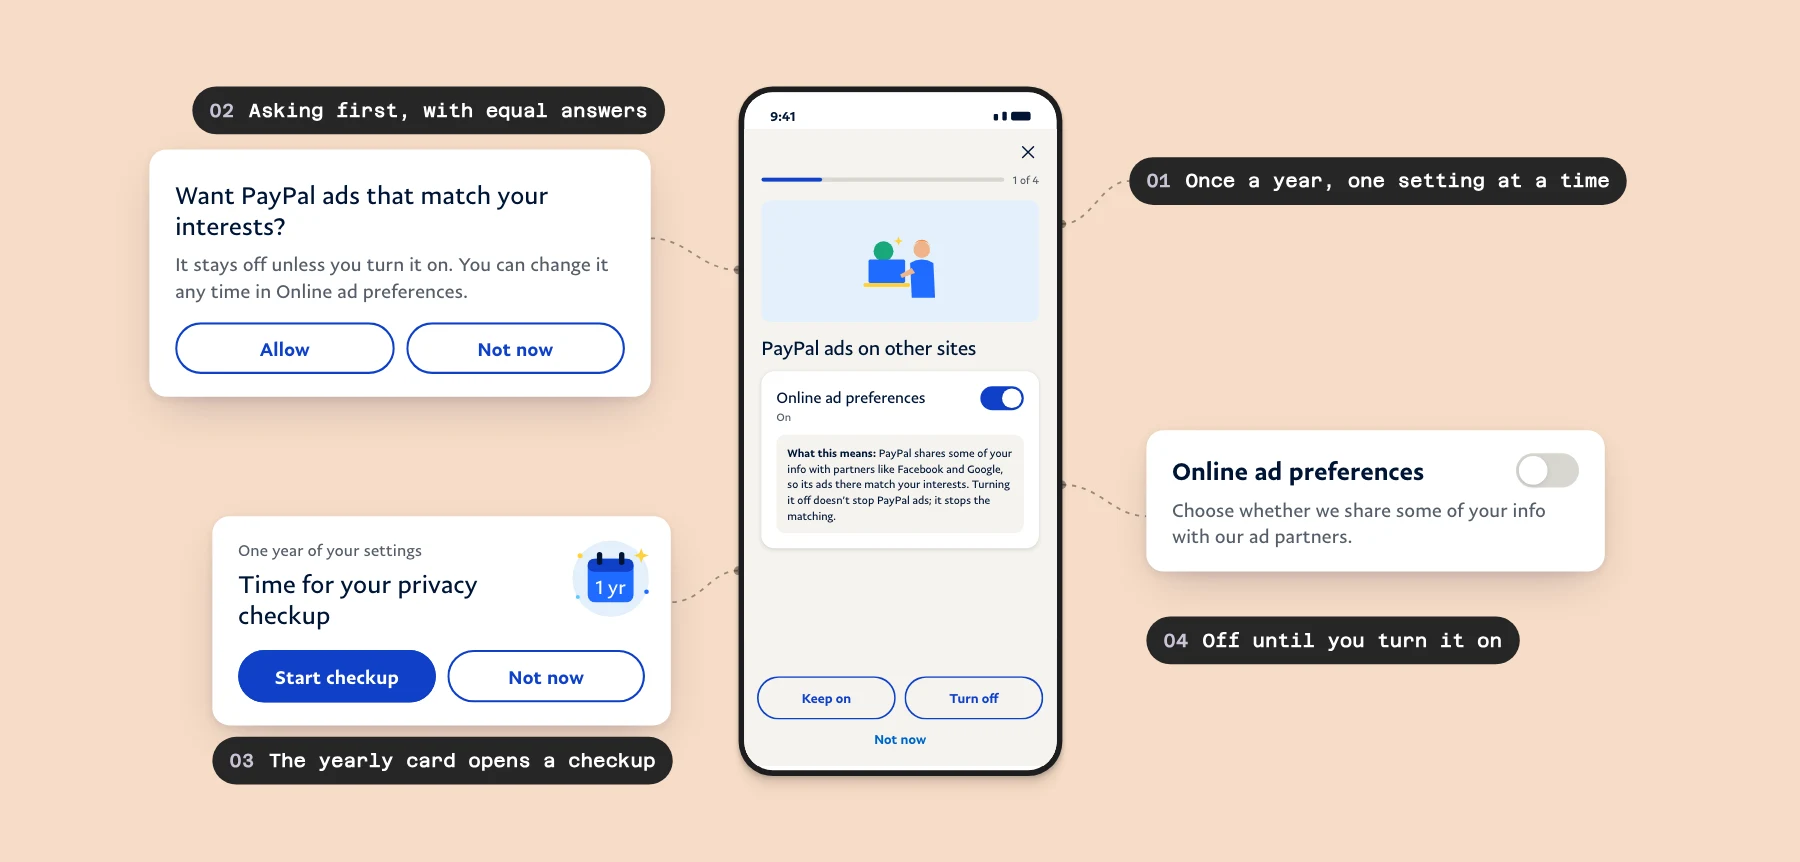 02 Asking first, with equal answers
Want PayPal ads that match your
interests?
It stays off unless you turn it on. You can change it
any time in Online ad preferences.
Allow
Not now
One year of your settings
Time for your privacy
checkup
1 yr
Start checkup
Not now
03 The yearly card opens a checkup
9:41
1 of 4
PayPal ads on other sites
Online ad preferences
On
What this means: PayPal shares some of your
info with partners like Facebook and Google,
so its ads there match your interests. Turning
it off doesn't stop PayPal ads; it stops the
matching.
Keep on
Turn off
Not now
01 Once a year, one setting at a time
Online ad preferences
Choose whether we share some of your info
with our ad partners.
04 Off until you turn it on